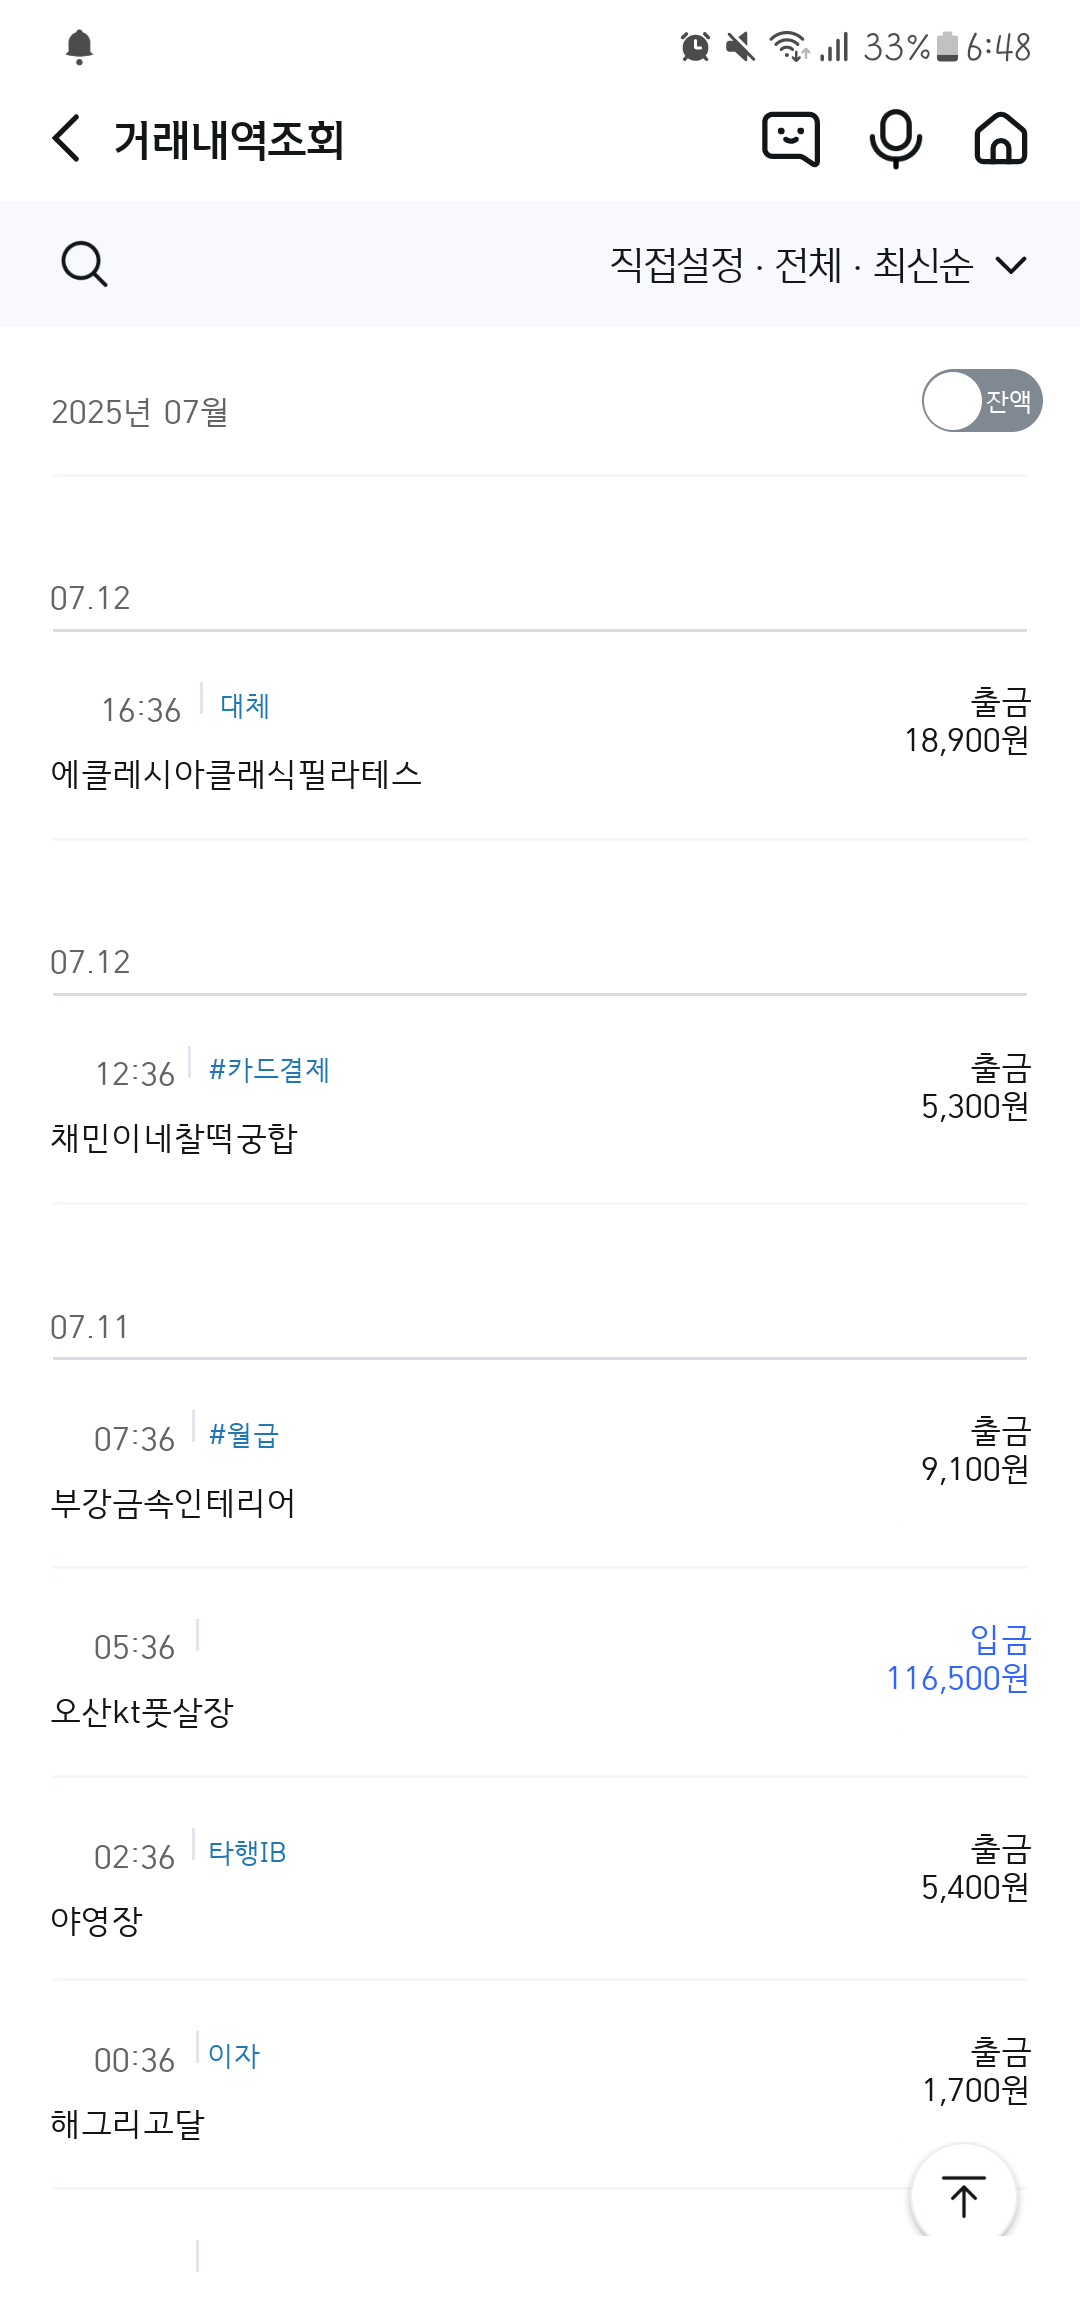 33% 6:48
거래내역조회
직접설정 · 전체 · 최신순
2025년 07월
잔액
07.12
16:36 대체
출금
18,900원
에클레시아클래식필라테스
07.12
12:36 #카드결제
출금
5,300원
채민이네찰떡궁합
07.11
07:36 #월급
출금
9,100원
부강금속인테리어
05:36
입금
116,500원
오산kt풋살장
02:36 타행IB
출금
5,400원
야영장
00:36 이자
출금
1,700원
해그리고달